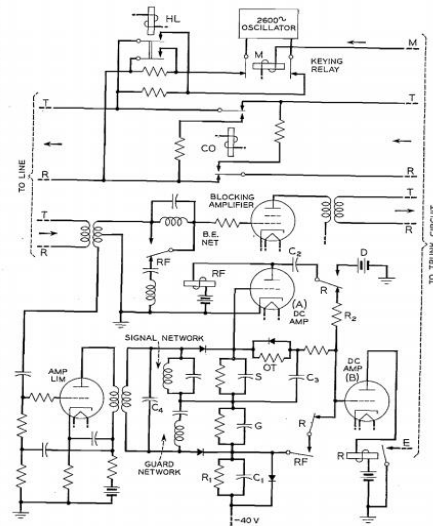 HL
2600~
OSCILLATOR
M
M
KEYING
RELAY
T
T
CO
R
R
TO LINE
BLOCKING
AMPLIFIER
T
T
B.E.
NET
R
R
RF
C2
D
TO TRUNK CIRCUIT
RF
(A)
DC
AMP
R
R2
SIGNAL NETWORK
AMP
LIM
OT
DC
AMP
(B)
S
C3
C4
G
R
E
GUARD
NETWORK
RF
R
R1
C1
-40 V